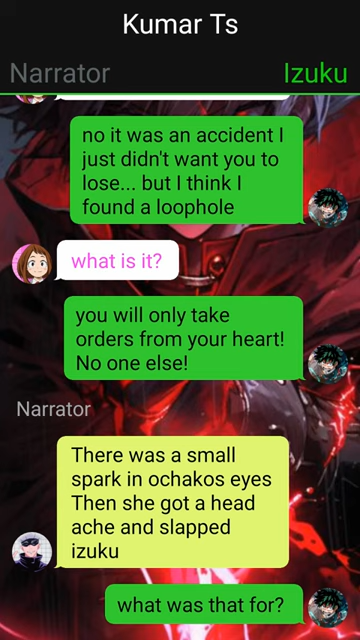 Kumar Ts
Narrator
Izuku
no it was an accident I
just didn't want you to
lose... but I think I
found a loophole
what is it?
you will only take
orders from your heart!
No one else!
Narrator
There was a small
spark in ochakos eyes
Then she got a head
ache and slapped
izuku
what was that for?